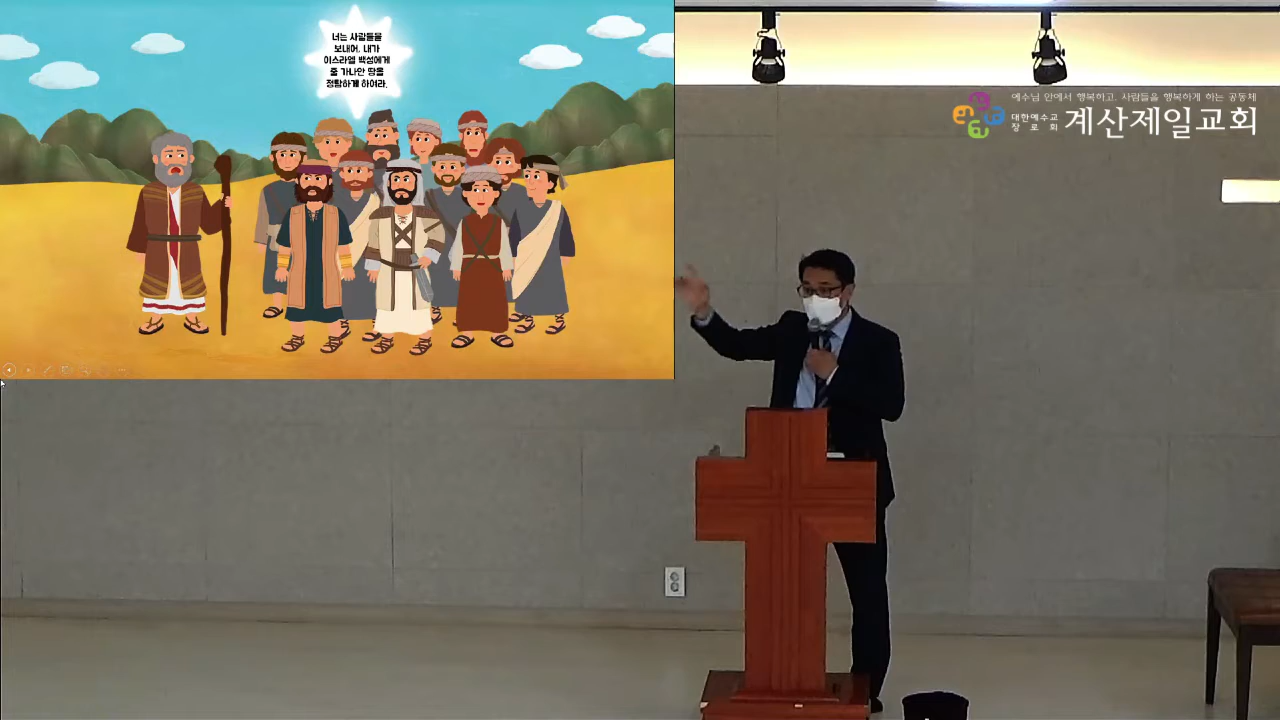 너는 사람들을
보내어, 내가
이스라엘 백성에게
줄 가나안 땅을
정탐하게 하여라.
예수님 안에서 행복하고, 사람들을 행복하게 하는 공동체
대한예수교
장로회
계산제일교회